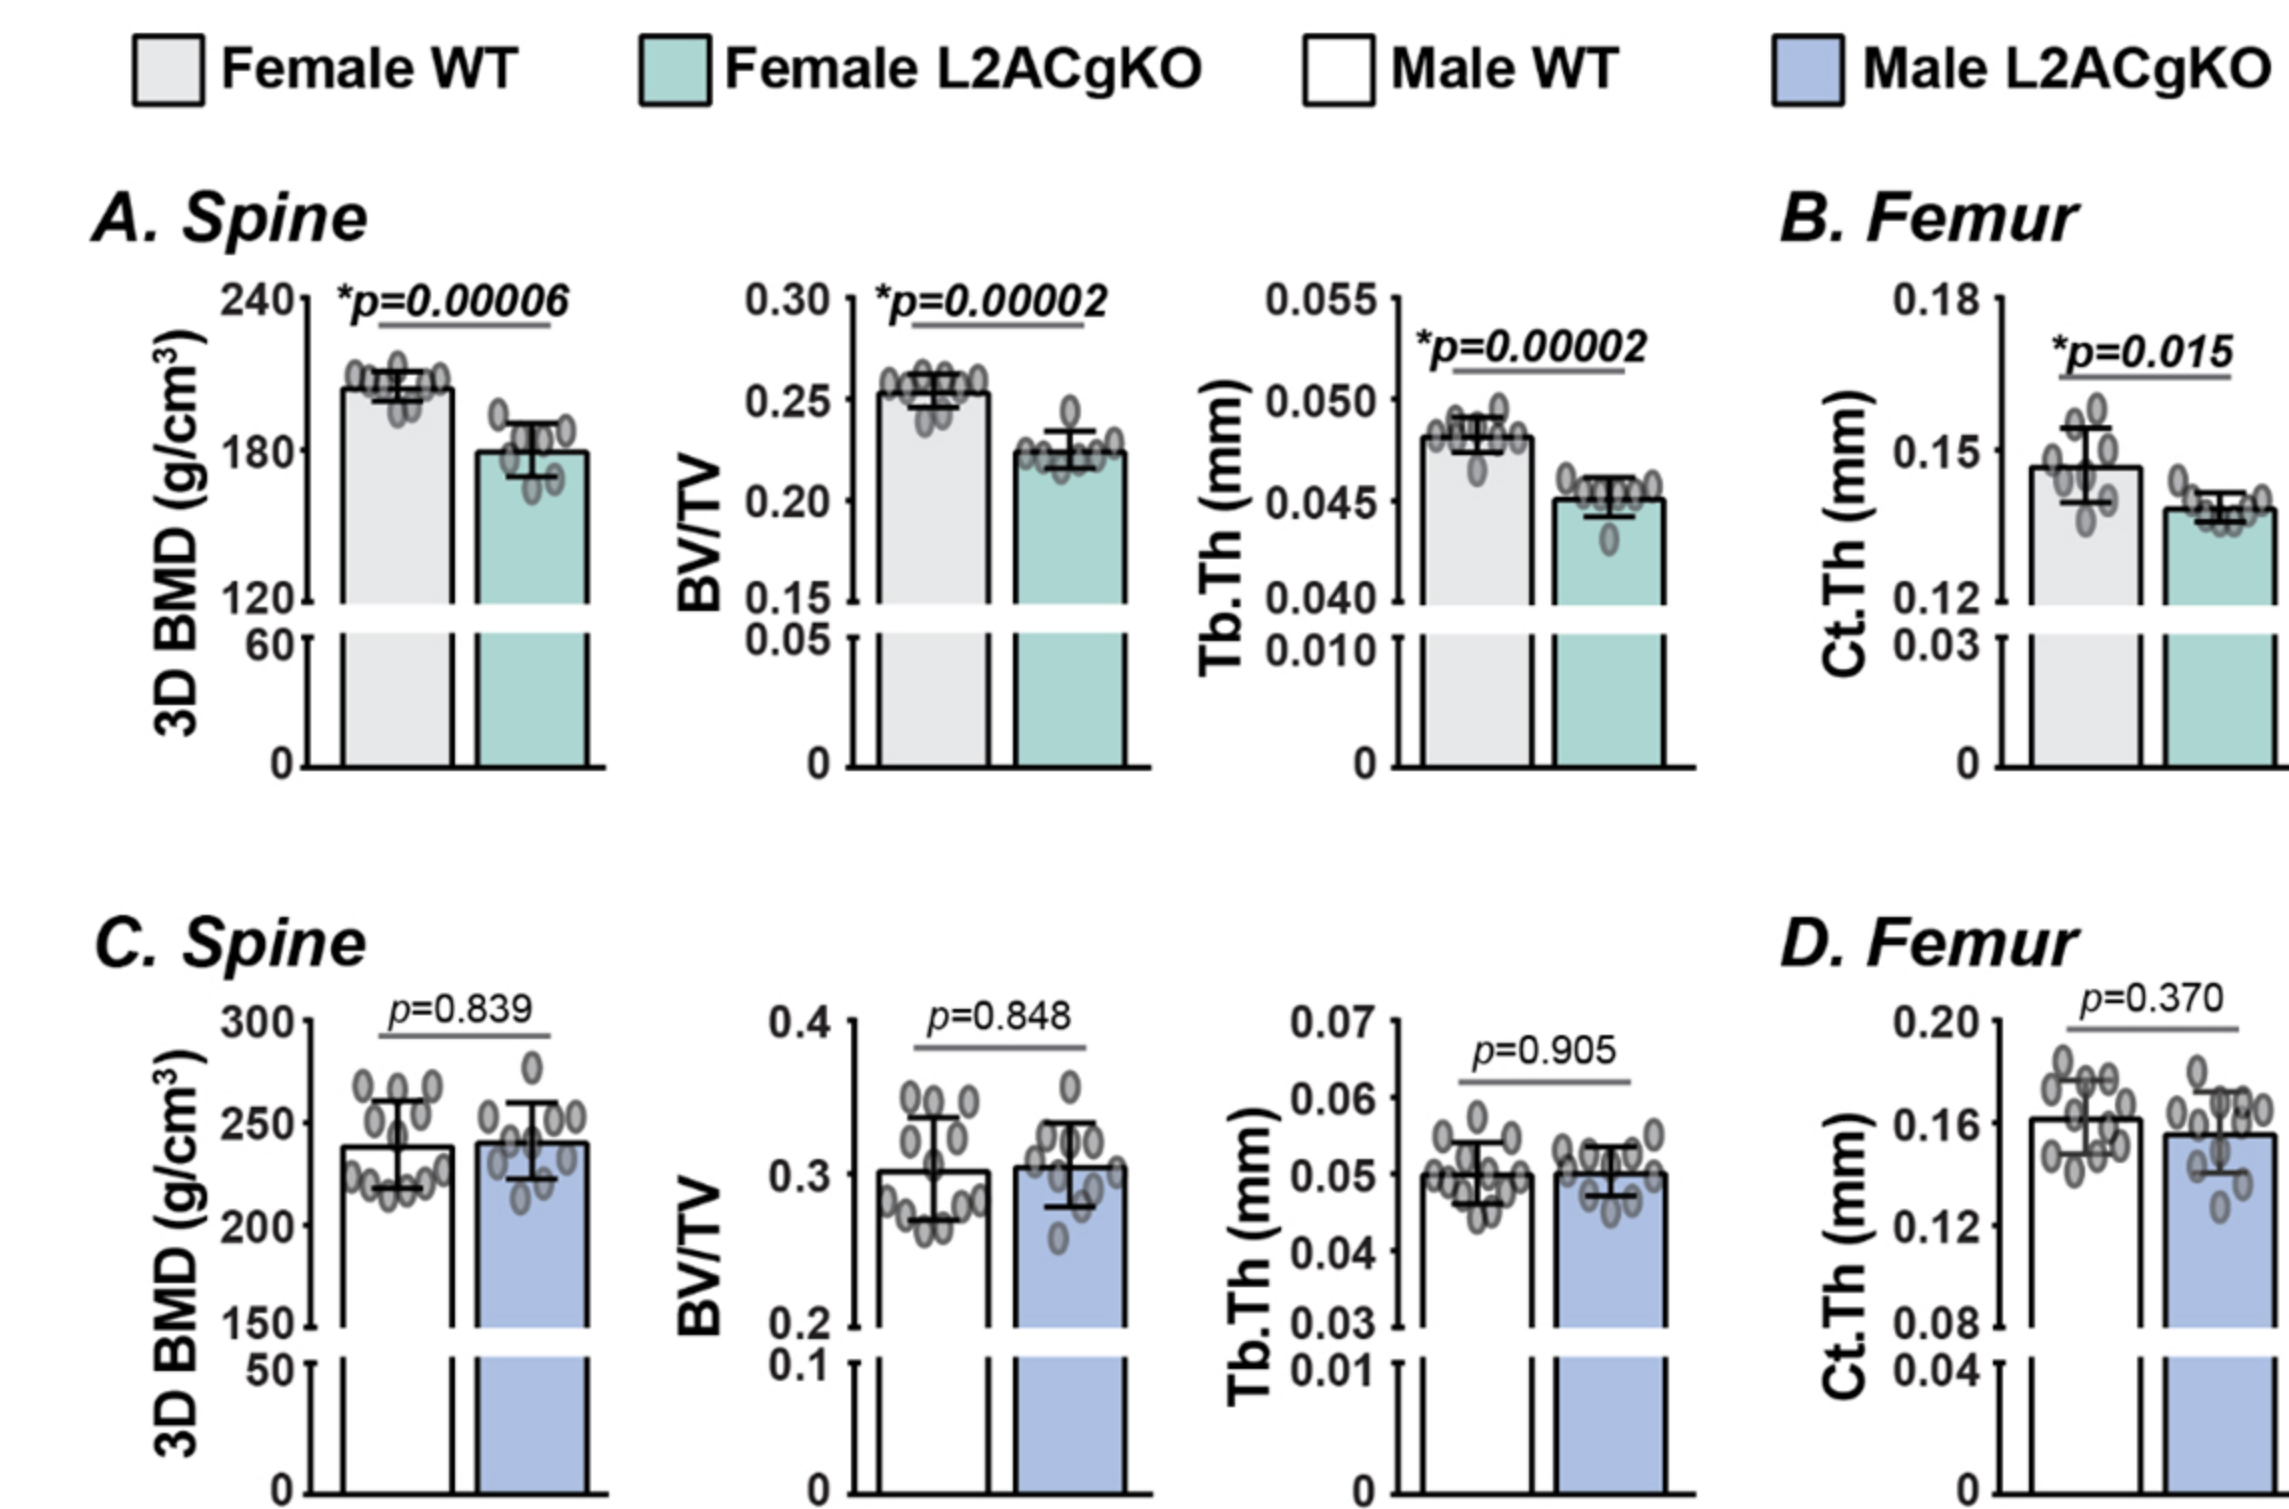 Female WT
Female L2ACgKO
Male WT
Male L2ACgKO
A. Spine
B. Femur
3D BMD (g/cm³)
240
180
120
60
0
*p=0.00006
BV/TV
0.30
0.25
0.20
0.15
0.05
0
*p=0.00002
Tb.Th (mm)
0.055
0.050
0.045
0.040
0.010
0
*p=0.00002
Ct.Th (mm)
0.18
0.15
0.12
0.03
0
*p=0.015
C. Spine
D. Femur
3D BMD (g/cm³)
300
250
200
150
50
0
p=0.839
BV/TV
0.4
0.3
0.2
0.1
0
p=0.848
Tb.Th (mm)
0.07
0.06
0.05
0.04
0.03
0.01
0
p=0.905
Ct.Th (mm)
0.20
0.16
0.12
0.08
0.04
0
p=0.370